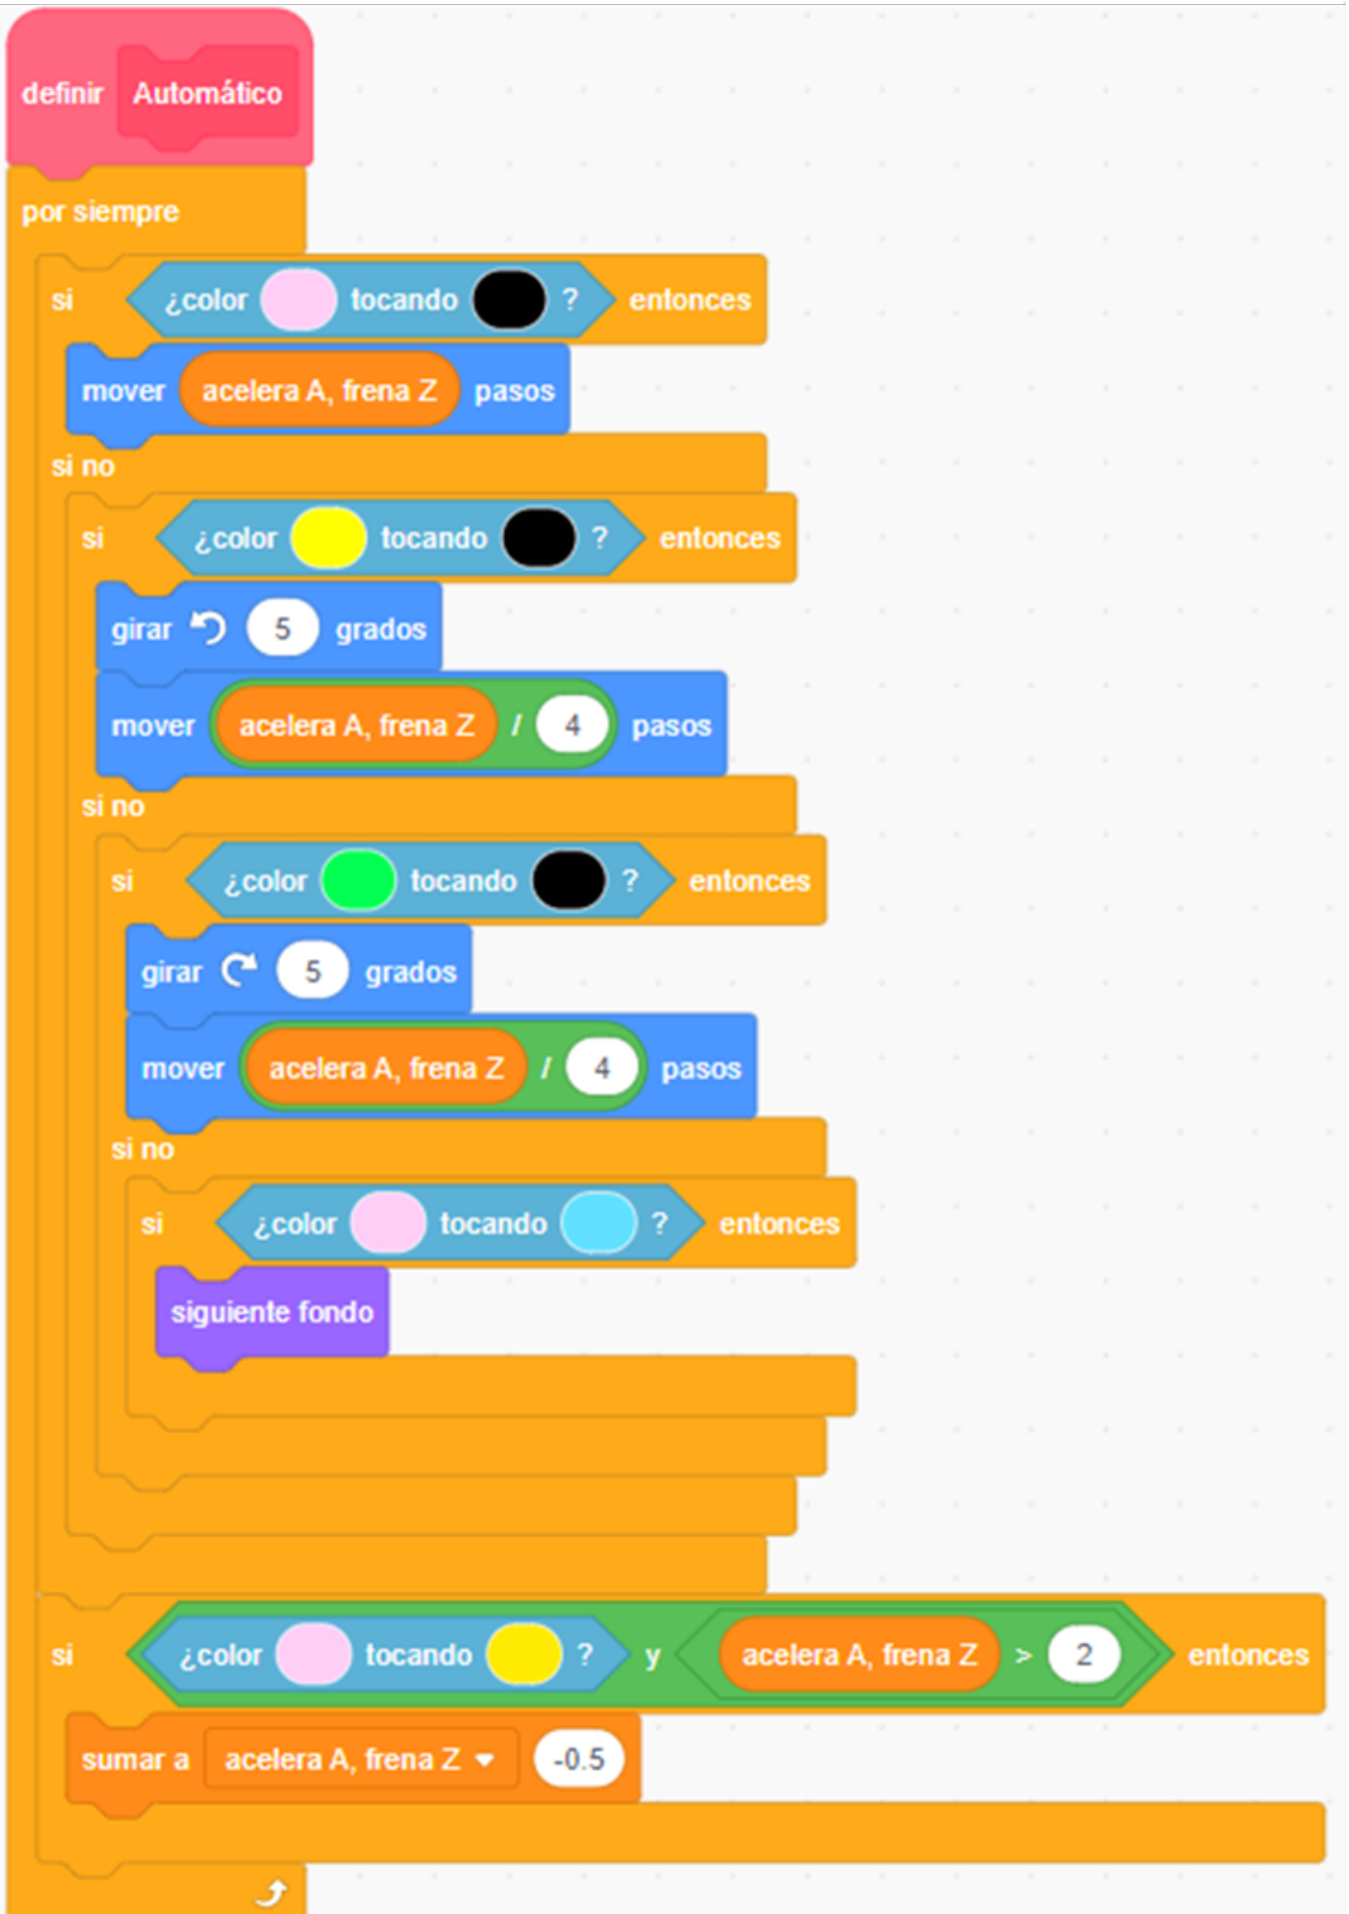 definir Automático
por siempre
si ¿color tocando ? entonces
mover acelera A, frena Z pasos
si no
si ¿color tocando ? entonces
girar 5 grados
mover acelera A, frena Z / 4 pasos
si no
si ¿color tocando ? entonces
girar 5 grados
mover acelera A, frena Z / 4 pasos
si no
si ¿color tocando ? entonces
siguiente fondo
si ¿color tocando ? y acelera A, frena Z > 2 entonces
sumar a acelera A, frena Z -0.5